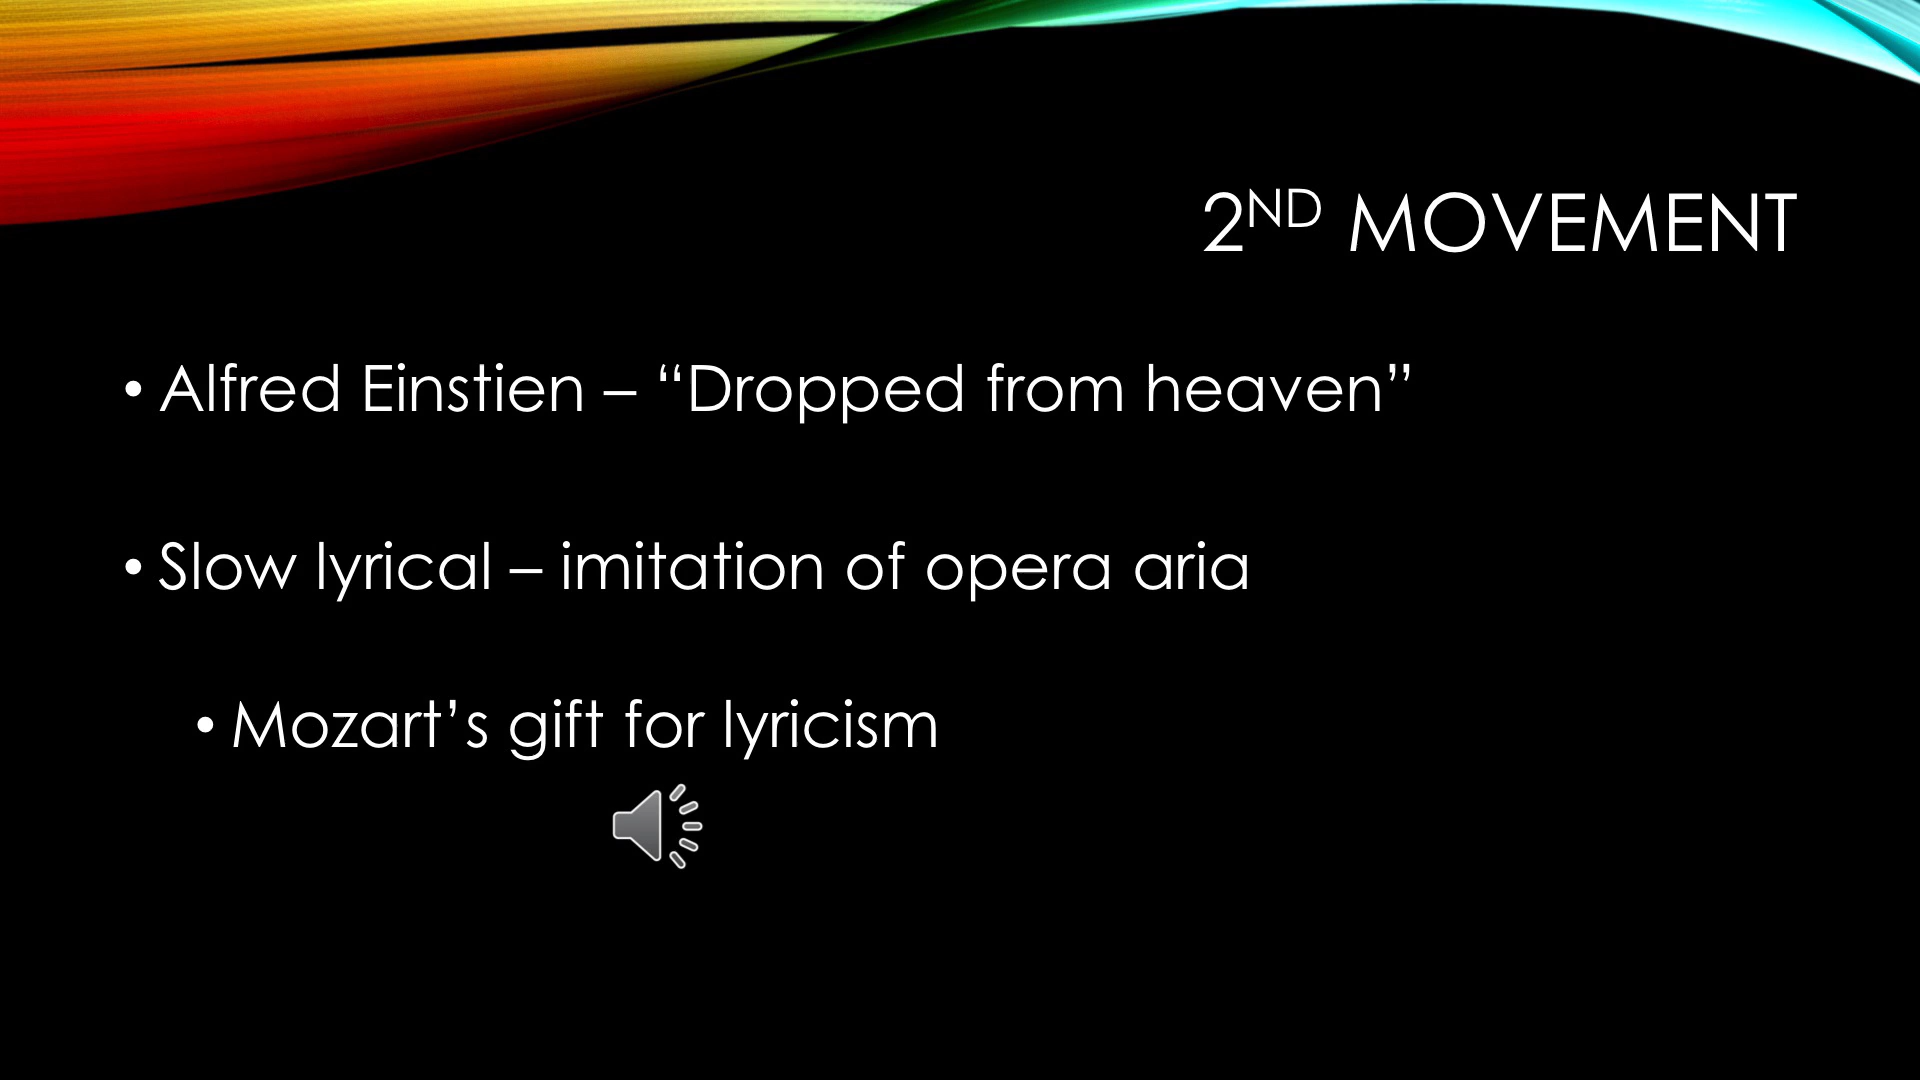 2ND MOVEMENT
• Alfred Einstien – “Dropped from heaven”
• Slow lyrical – imitation of opera aria
• Mozart’s gift for lyricism